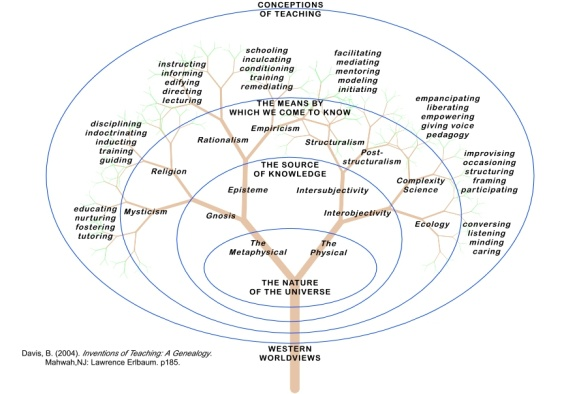 CONCEPTIONS
OF TEACHING
schooling
inculcating
conditioning
training
remediating
facilitating
mediating
mentoring
modeling
initiating
instructing
informing
edifying
directing
lecturing
empancipating
liberating
empowering
giving voice
pedagogy
THE MEANS BY
WHICH WE COME TO KNOW
disciplining
indoctrinating
inducting
training
guiding
Rationalism
Empiricism
Structuralism
Post-
structuralism
improvising
occasioning
structuring
framing
participating
Religion
THE SOURCE
OF KNOWLEDGE
Complexity
Science
Episteme
Intersubjectivity
educating
nurturing
fostering
tutoring
Mysticism
Gnosis
Interobjectivity
Ecology
conversing
listening
minding
caring
The
Metaphysical
The
Physical
THE NATURE
OF THE UNIVERSE
WESTERN
WORLDVIEWS
Davis, B. (2004). Inventions of Teaching: A Genealogy.
Mahwah,NJ: Lawrence Erlbaum. p185.